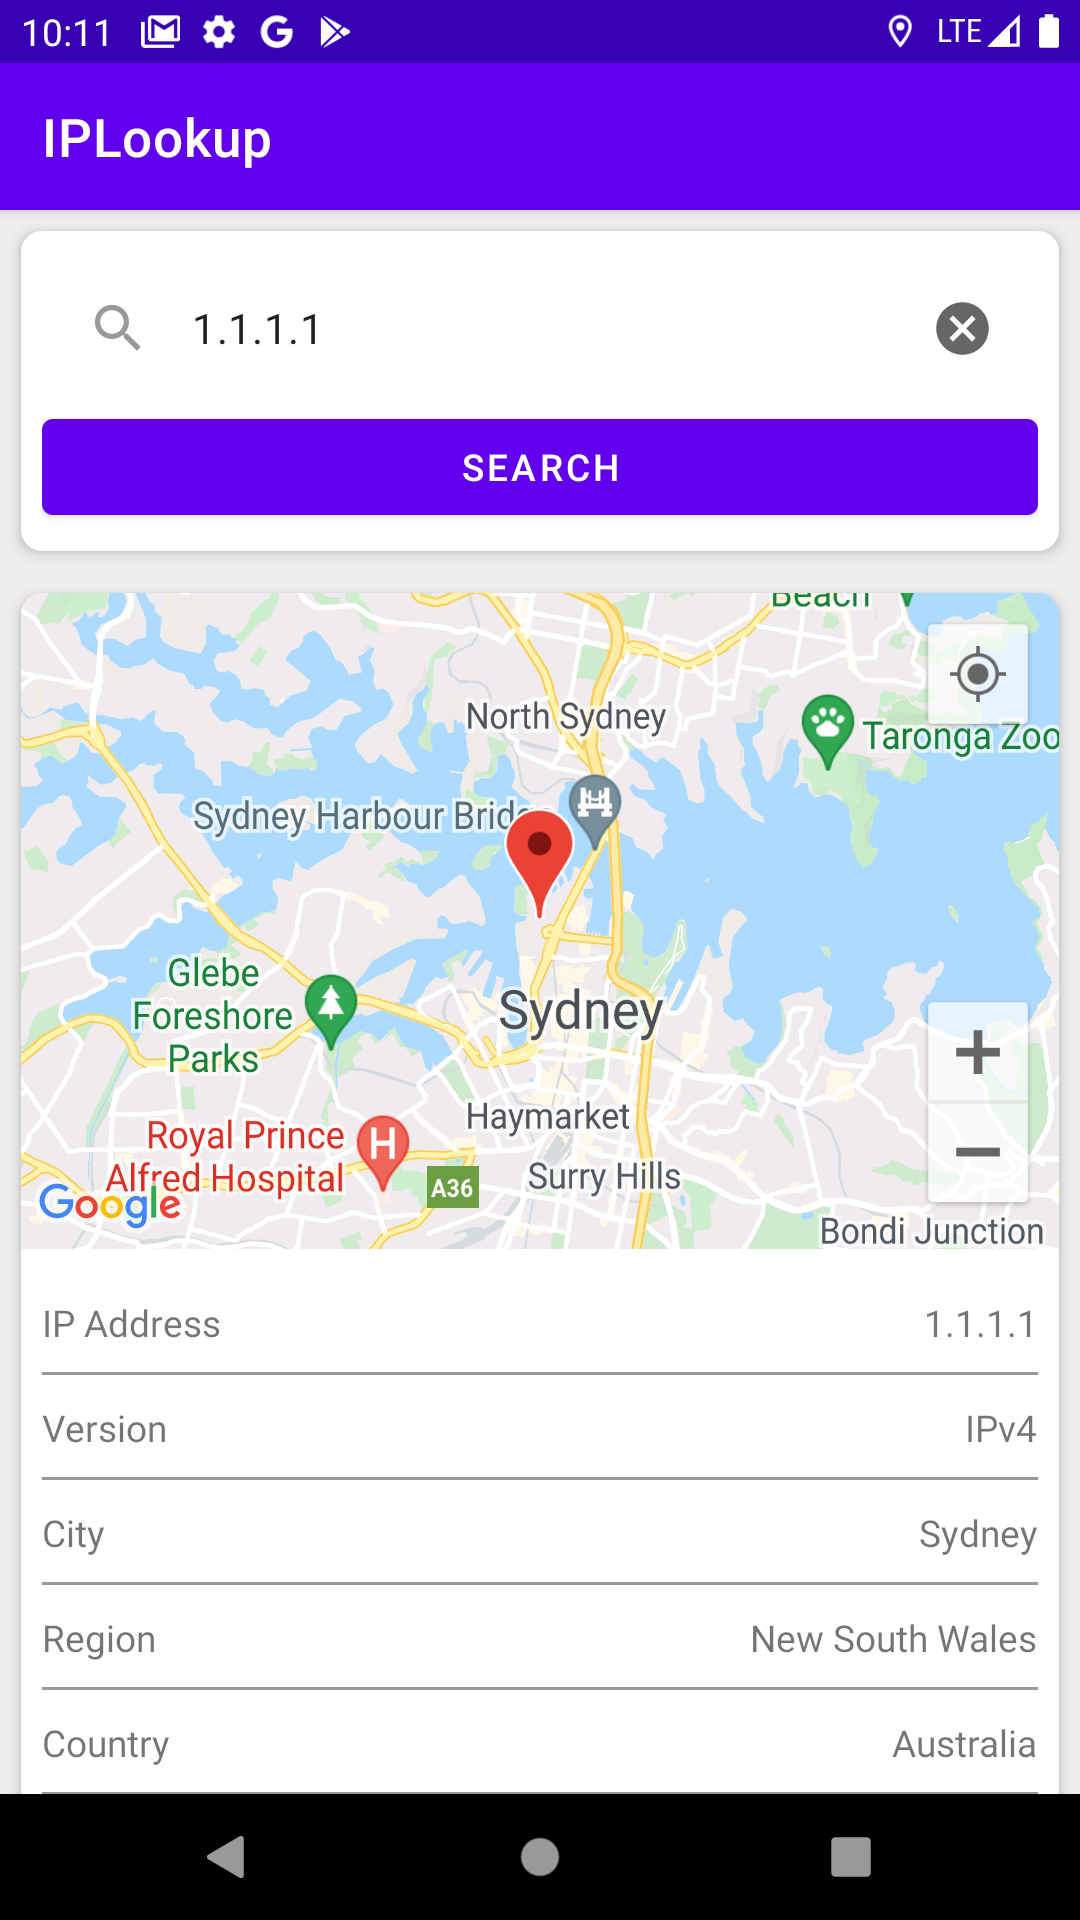 10:11
LTE
IPLookup
1.1.1.1
SEARCH
Beach
North Sydney
Taronga Zoo
Sydney Harbour Bridge
Glebe
Foreshore
Parks
Sydney
Haymarket
Royal Prince
Alfred Hospital
H
A36
Surry Hills
Google
Bondi Junction
IP Address 1.1.1.1
Version IPv4
City Sydney
Region New South Wales
Country Australia